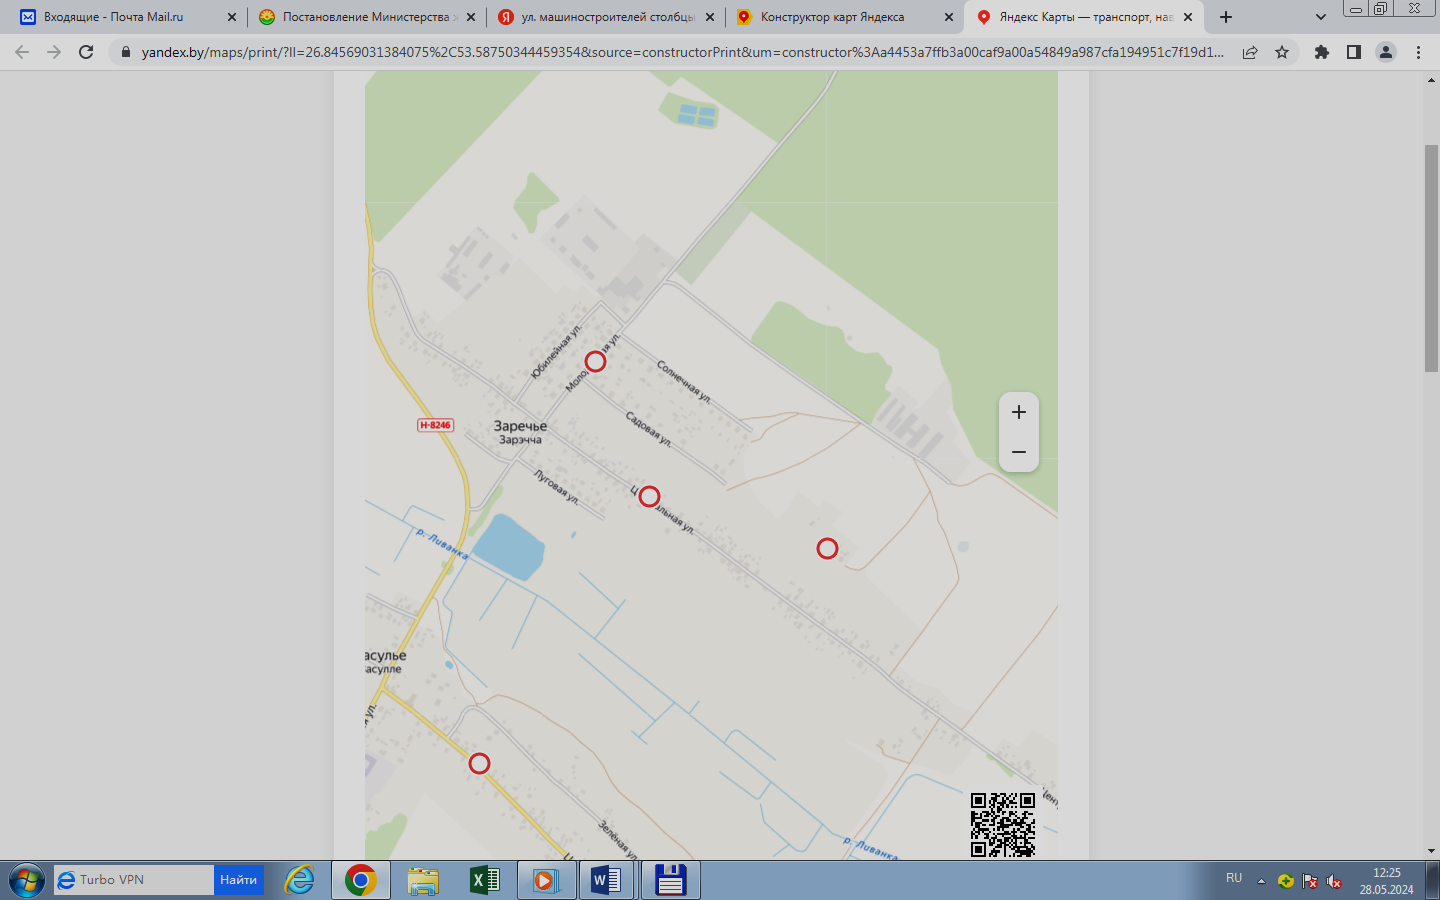 Входящие - Почта Mail.ru
Постановление Министерства
ул. машиностроителей столбцы
Конструктор карт Яндекса
Яндекс Карты — транспорт, нав
yandex.by/maps/print/?ll=26.84569031384075%2C53.587503444593544&source=constructorPrint&um=constructor%3Aa4453a7ffb3a00caf9a00a54849a987cfa194951c7f19d1...
Юбилейная ул.
Солнечная ул.
Садовая ул.
H-8246
Заречье
Зарэчча
Луговая ул.
р. Ливанка
асулье
асулле
Зелёная ул.
р. Ливанка
Turbo VPN
Найти
RU
12:25
28.05.2024